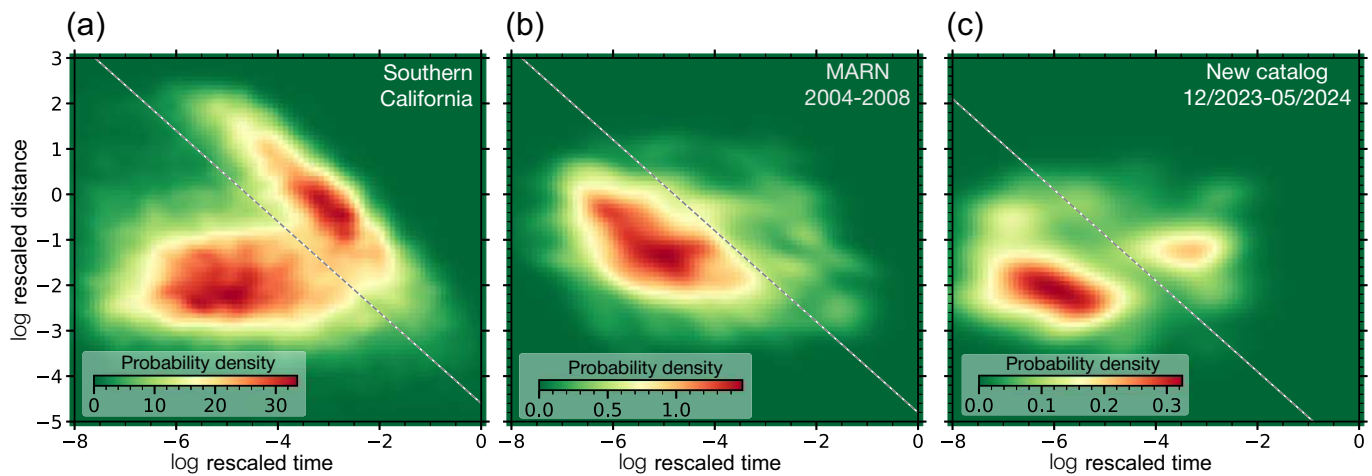 (a)
(b)
(c)
Southern
California
MARN
2004-2008
New catalog
12/2023-05/2024
log rescaled distance
3
2
1
0
−1
−2
−3
−4
−5
Probability density
0 10 20 30
Probability density
0.0 0.5 1.0
Probability density
0.0 0.1 0.2 0.3
−8 −6 −4 −2 0
−8 −6 −4 −2 0
−8 −6 −4 −2 0
log rescaled time
log rescaled time
log rescaled time